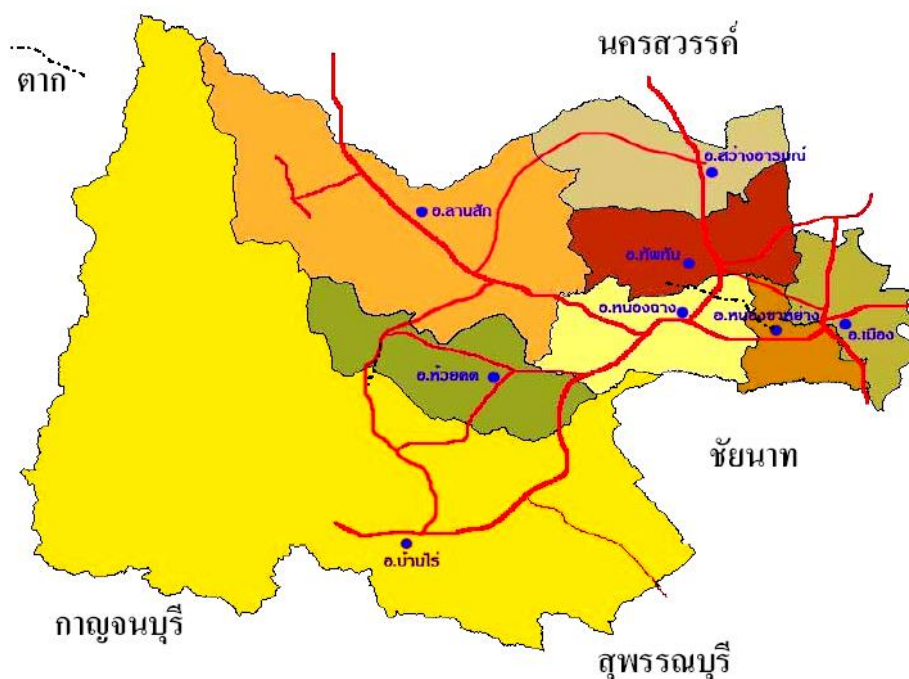 นครสวรรค์
ตาก
อ.สว่างอารมณ์
อ.ลานสัก
อ.ทัพทัน
อ.หนองฉาง
อ.หนองขาหย่าง
อ.เมือง
อ.ห้วยคต
ชัยนาท
อ.บ้านไร่
กาญจนบุรี
สุพรรณบุรี